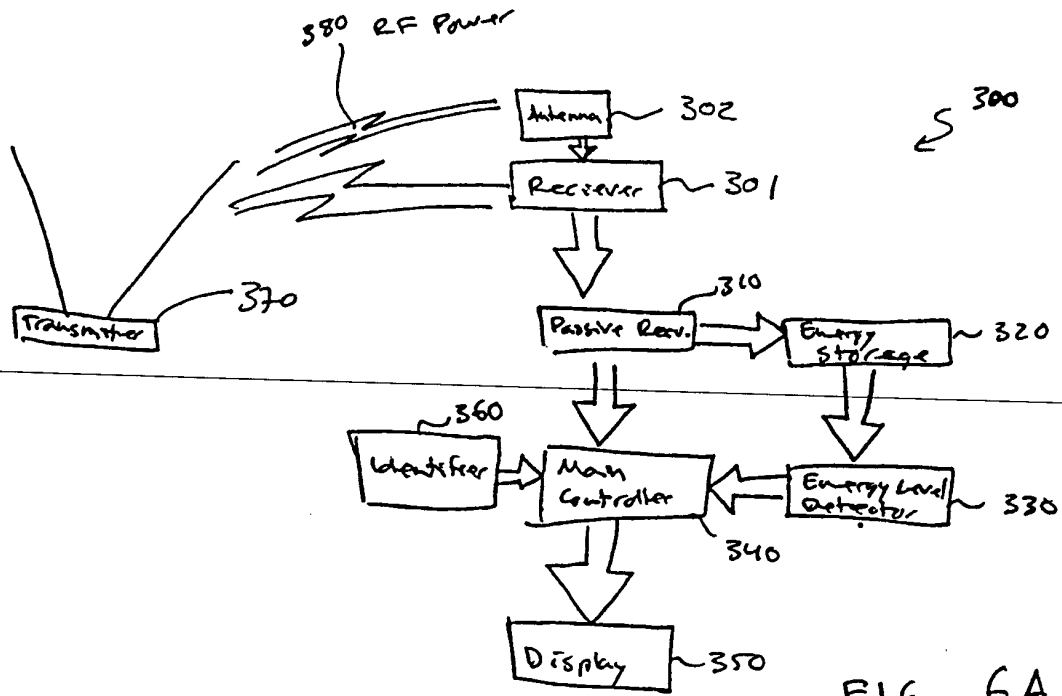 380 RF Power
Antenna
302
300
Reciever
301
370
Transmitter
310
Passive Recv.
Energy
Storage
320
360
Identifier
Main
Controller
340
Energy Level
Detector
330
Display
350
FIG. 6A